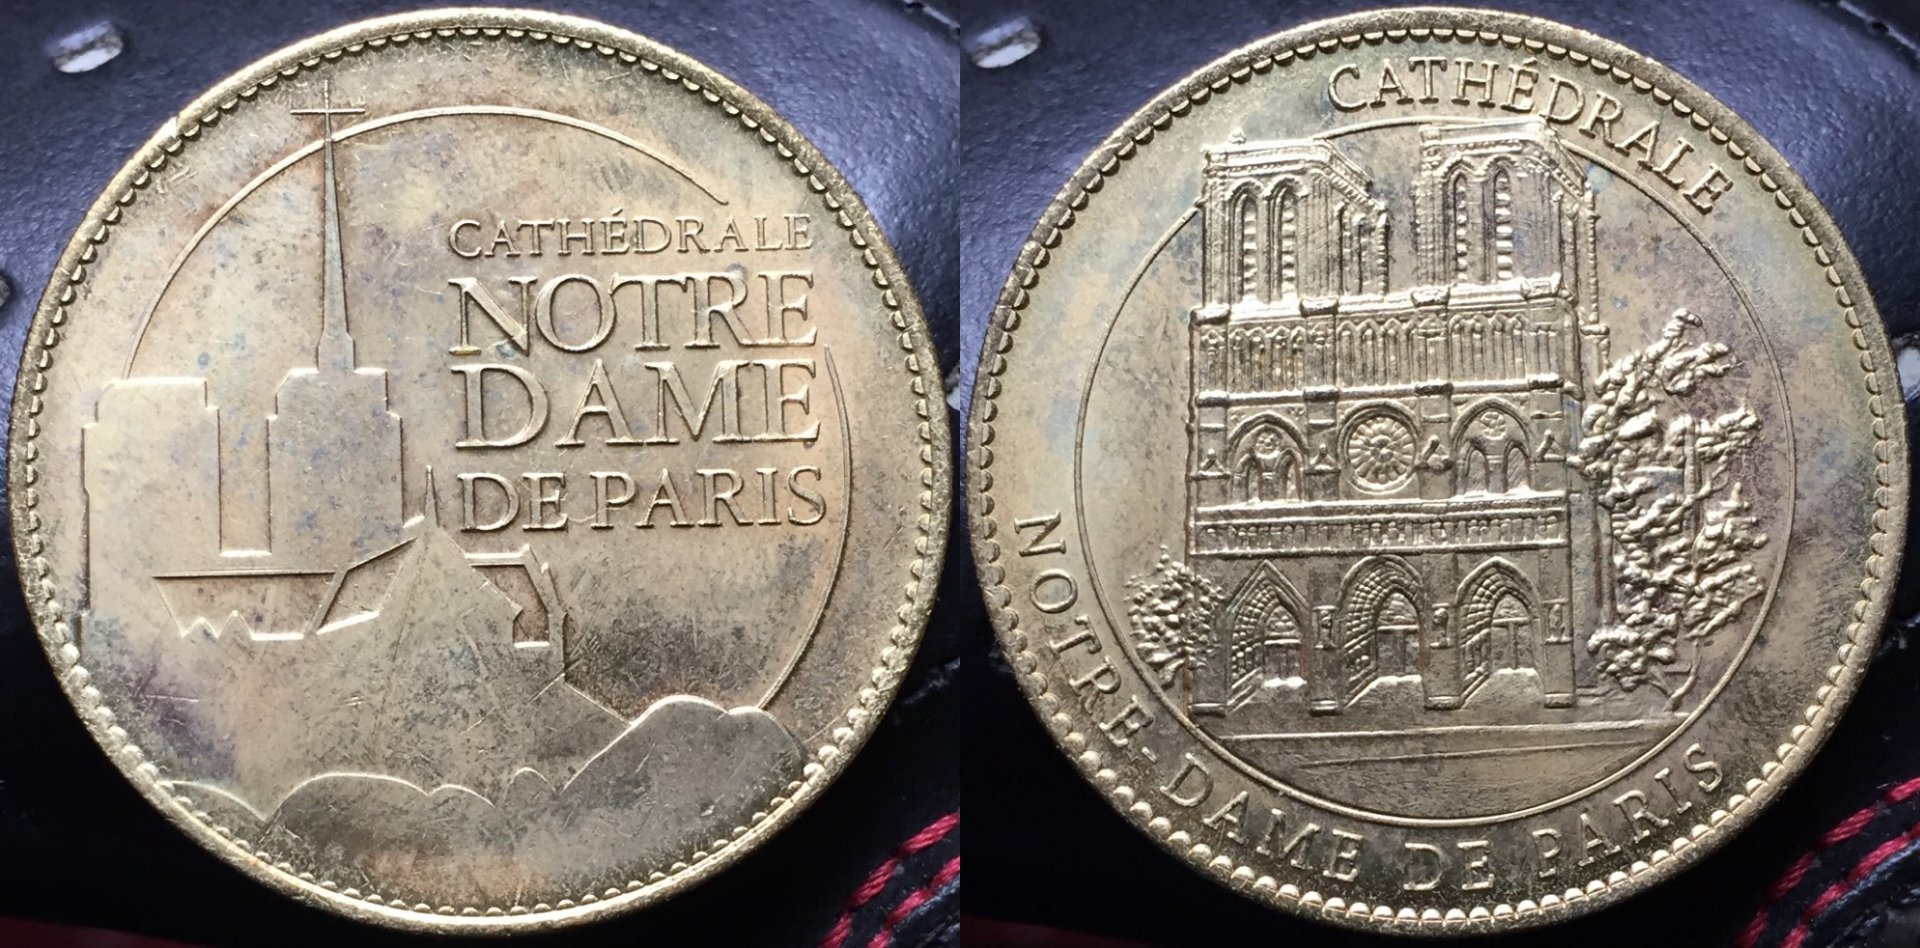 CATHÉDRALE
NOTRE
DAME
DE PARIS
CATHÉDRALE
NOTRE-DAME DE PARIS